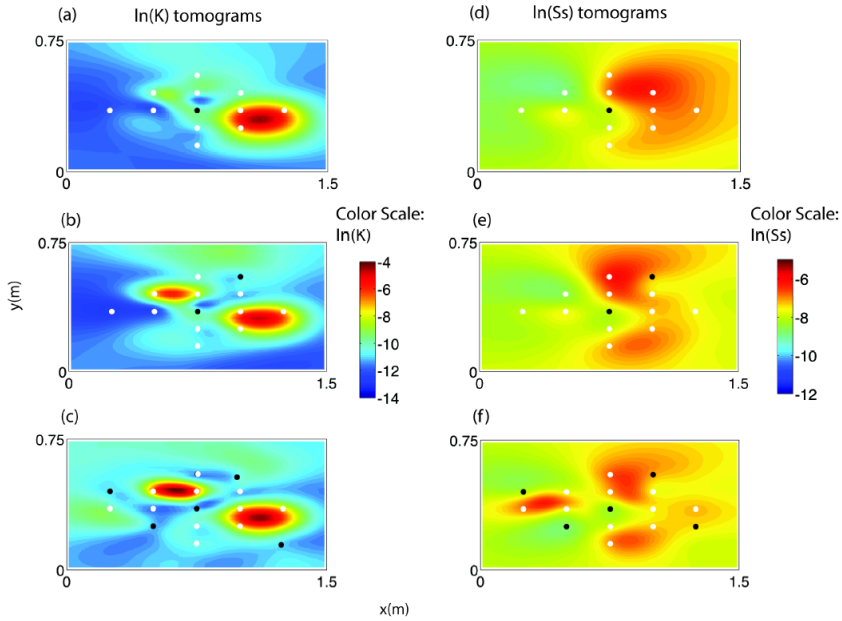 (a)
ln(K) tomograms
(d)
ln(Ss) tomograms
0.75
0
0
1.5
0.75
0
0
1.5
(b)
Color Scale:
ln(K)
(e)
Color Scale:
ln(Ss)
y(m)
0.75
0
0
1.5
-4
-6
-8
-10
-12
-14
0.75
0
0
1.5
-6
-8
-10
-12
(c)
(f)
0.75
0
0
1.5
0.75
0
0
1.5
x(m)